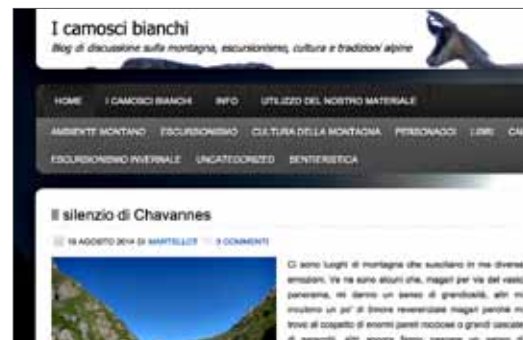 I camosci bianchi
Blog di discussione sulla montagna, escursionismo, cultura e tradizioni alpine
HOME I CAMOSCI BIANCHI INFO UTILIZZO DEL NOSTRO MATERIALE
AMBIENTE MONTANO ESCURSIONISMO CULTURA DELLA MONTAGNA PERSONAGGI LIBRI CA
ESCURSIONISMO INVERNALE UNCATEGORIZED SENTIERISTICA
Il silenzio di Chavannes
19 AGOSTO 2014 DI MARTELLOT 3 COMMENTI
Ci sono luoghi di montagna che suscitano in me diverse
emozioni. Ve ne sono alcuni che, magari per via del vasto
panorama, mi danno un senso di grandiosità, altri mi
incutono un po' di timore reverenziale magari perché mi
trovo al cospetto di enormi pareti rocciose o grandi cascate